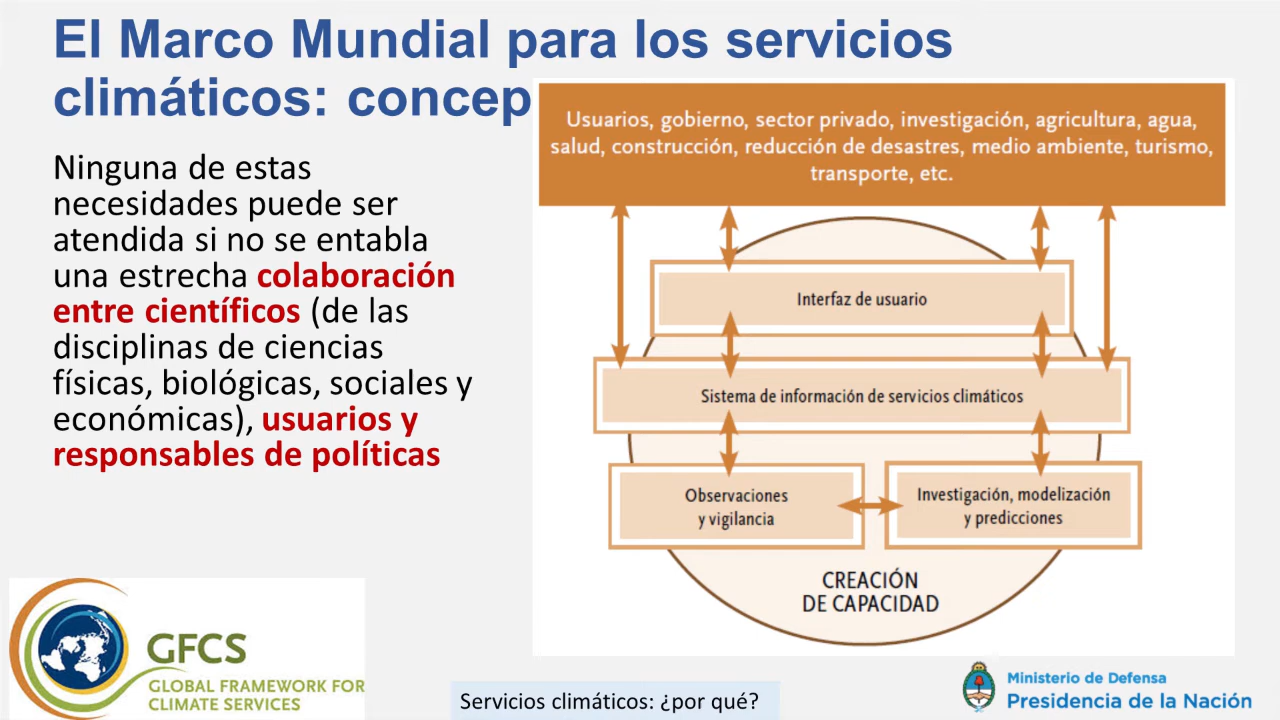 El Marco Mundial para los servicios
climáticos: concep
Ninguna de estas
necesidades puede ser
atendida si no se entabla
una estrecha colaboración
entre científicos (de las
disciplinas de ciencias
físicas, biológicas, sociales y
económicas), usuarios y
responsables de políticas
Usuarios, gobierno, sector privado, investigación, agricultura, agua,
salud, construcción, reducción de desastres, medio ambiente, turismo,
transporte, etc.
Interfaz de usuario
Sistema de información de servicios climáticos
Observaciones
y vigilancia
Investigación, modelización
y predicciones
CREACIÓN
DE CAPACIDAD
GFCS
GLOBAL FRAMEWORK FOR
CLIMATE SERVICES
Servicios climáticos: ¿por qué?
Ministerio de Defensa
Presidencia de la Nación